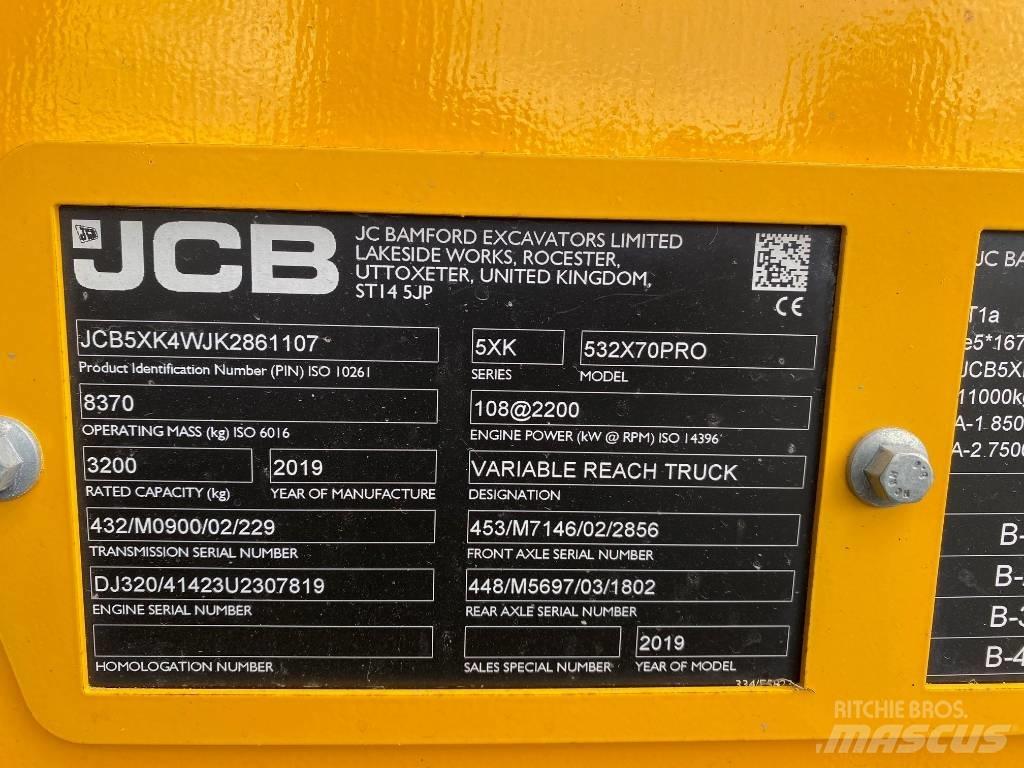 JCB
JC BAMFORD EXCAVATORS LIMITED
LAKESIDE WORKS, ROCESTER,
UTTOXETER, UNITED KINGDOM,
ST14 5JP
CE
JCB5XK4WJK2861107
Product Identification Number (PIN) ISO 10261
5XK
SERIES
532X70PRO
MODEL
8370
OPERATING MASS (kg) ISO 6016
108@2200
ENGINE POWER (kW @ RPM) ISO 14396
3200
RATED CAPACITY (kg)
2019
YEAR OF MANUFACTURE
VARIABLE REACH TRUCK
DESIGNATION
432/M0900/02/229
TRANSMISSION SERIAL NUMBER
453/M7146/02/2856
FRONT AXLE SERIAL NUMBER
DJ320/41423U2307819
ENGINE SERIAL NUMBER
448/M5697/03/1802
REAR AXLE SERIAL NUMBER
HOMOLOGATION NUMBER
SALES SPECIAL NUMBER
2019
YEAR OF MODEL
JC BA
T1a
e5*167
JCB5X
11000kg
A-1.850
A-2.750
B-
B-
B-3
B-4
RITCHIE BROS.
MASCUS